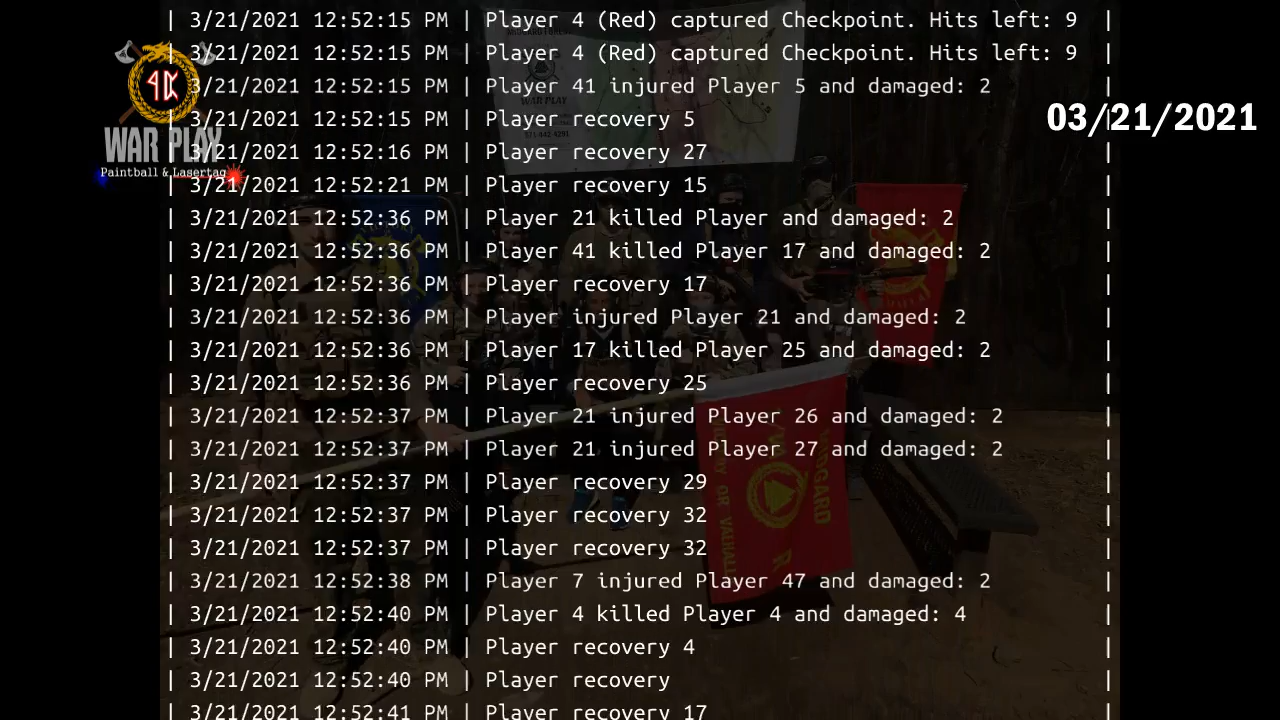 | 3/21/2021 12:52:15 PM | Player 4 (Red) captured Checkpoint. Hits left: 9 |
| 3/21/2021 12:52:15 PM | Player 4 (Red) captured Checkpoint. Hits left: 9 |
| 3/21/2021 12:52:15 PM | Player 41 injured Player 5 and damaged: 2 |
| 3/21/2021 12:52:15 PM | Player recovery 5 |
| 3/21/2021 12:52:16 PM | Player recovery 27 |
| 3/21/2021 12:52:21 PM | Player recovery 15 |
| 3/21/2021 12:52:36 PM | Player 21 killed Player and damaged: 2 |
| 3/21/2021 12:52:36 PM | Player 41 killed Player 17 and damaged: 2 |
| 3/21/2021 12:52:36 PM | Player recovery 17 |
| 3/21/2021 12:52:36 PM | Player injured Player 21 and damaged: 2 |
| 3/21/2021 12:52:36 PM | Player 17 killed Player 25 and damaged: 2 |
| 3/21/2021 12:52:36 PM | Player recovery 25 |
| 3/21/2021 12:52:37 PM | Player 21 injured Player 26 and damaged: 2 |
| 3/21/2021 12:52:37 PM | Player 21 injured Player 27 and damaged: 2 |
| 3/21/2021 12:52:37 PM | Player recovery 29 |
| 3/21/2021 12:52:37 PM | Player recovery 32 |
| 3/21/2021 12:52:37 PM | Player recovery 32 |
| 3/21/2021 12:52:38 PM | Player 7 injured Player 47 and damaged: 2 |
| 3/21/2021 12:52:40 PM | Player 4 killed Player 4 and damaged: 4 |
| 3/21/2021 12:52:40 PM | Player recovery 4 |
| 3/21/2021 12:52:40 PM | Player recovery |
| 3/21/2021 12:52:41 PM | Player recovery 17 |
03/21/2021
WAR PLAY
Paintball & Lasertag
WAR PLAY
MIDGARD
OR VALHALL